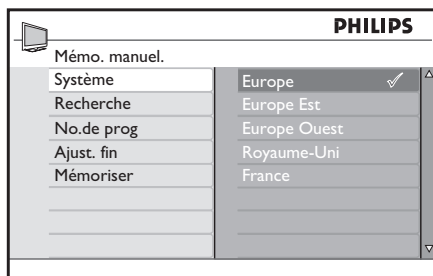 PHILIPS
Mémo. manuel.
Système
Recherche
No.de prog
Ajust. fin
Mémoriser
Europe
Europe Est
Europe Ouest
Royaume-Uni
France